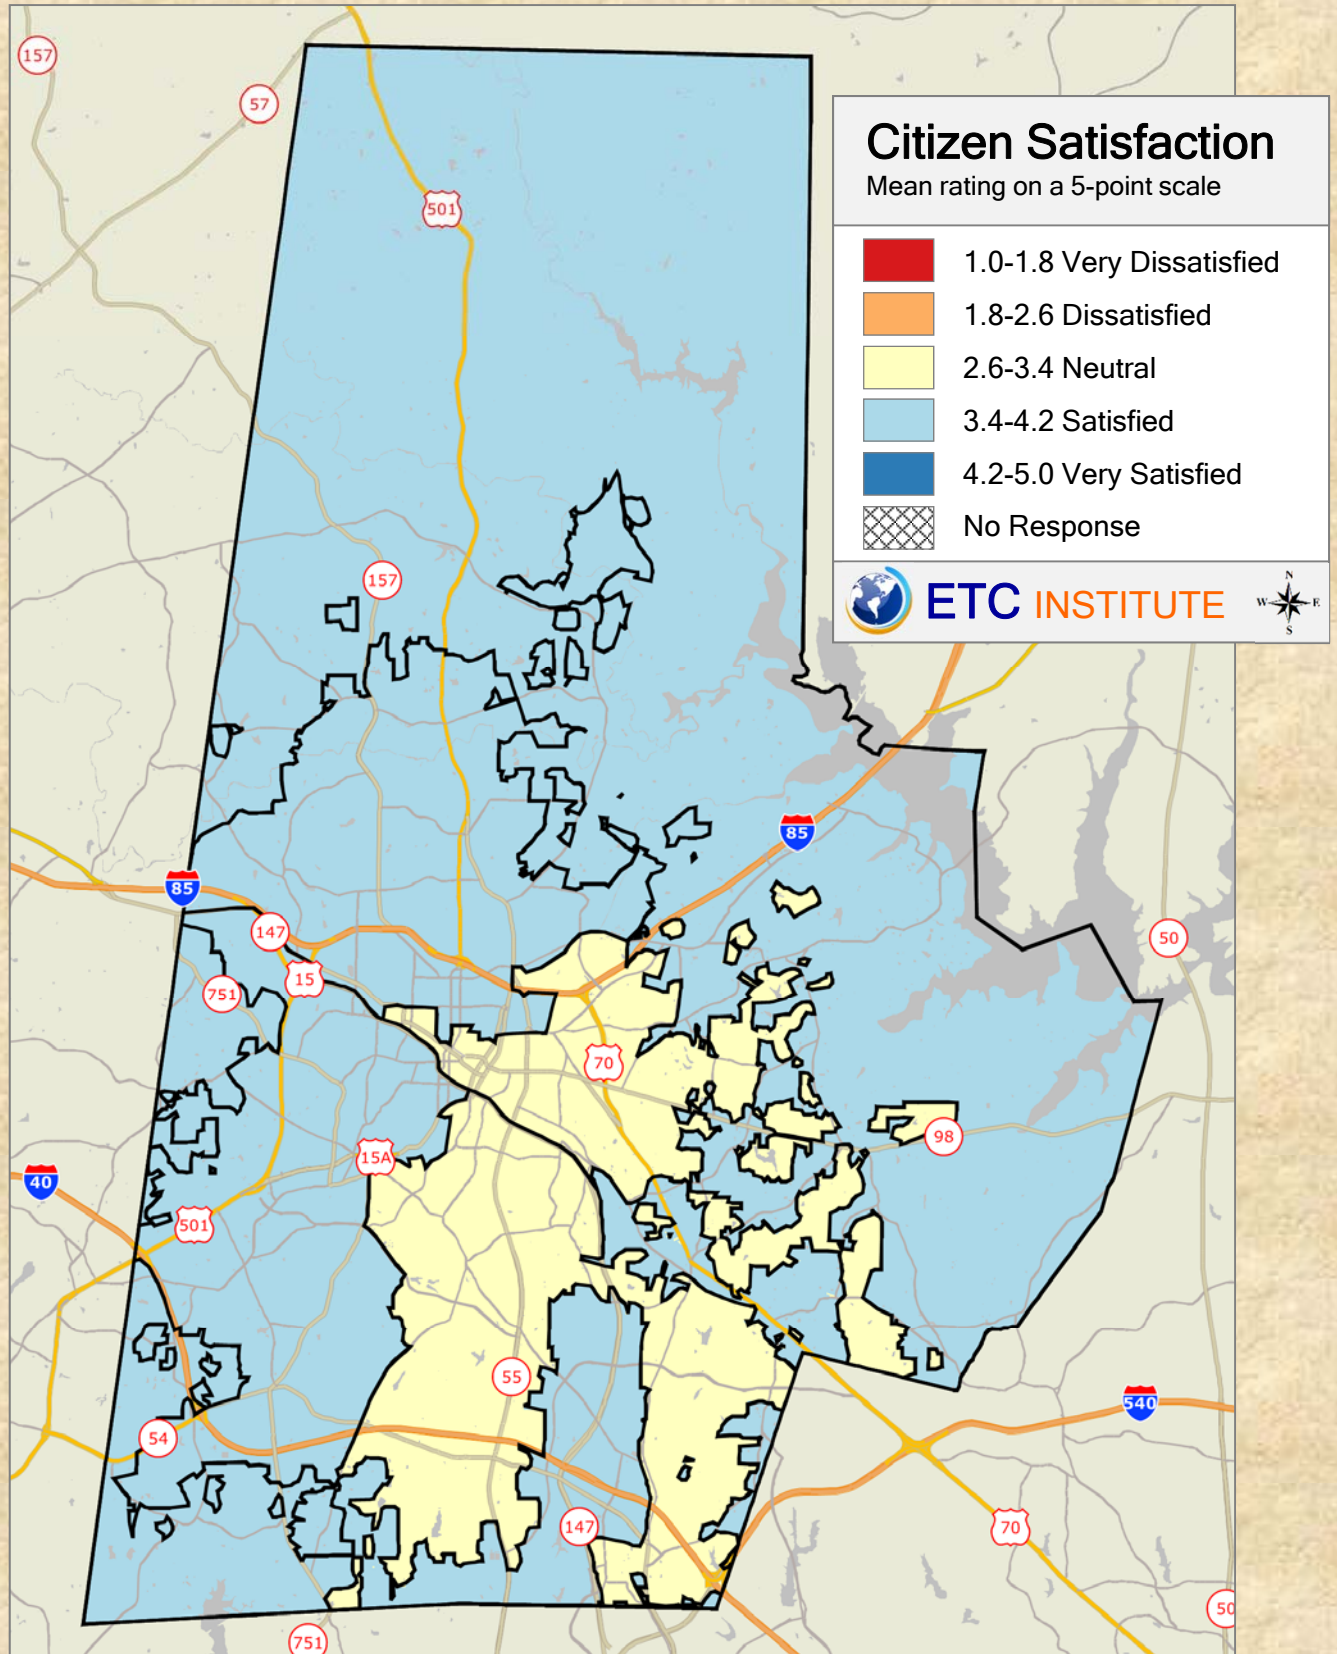 157
57
501
Citizen Satisfaction
Mean rating on a 5-point scale
1.0-1.8 Very Dissatisfied
1.8-2.6 Dissatisfied
2.6-3.4 Neutral
3.4-4.2 Satisfied
4.2-5.0 Very Satisfied
No Response
ETC INSTITUTE
N
W E
S
157
85
85
147
50
15
751
70
98
15A
40
501
55
540
54
147
70
50
751